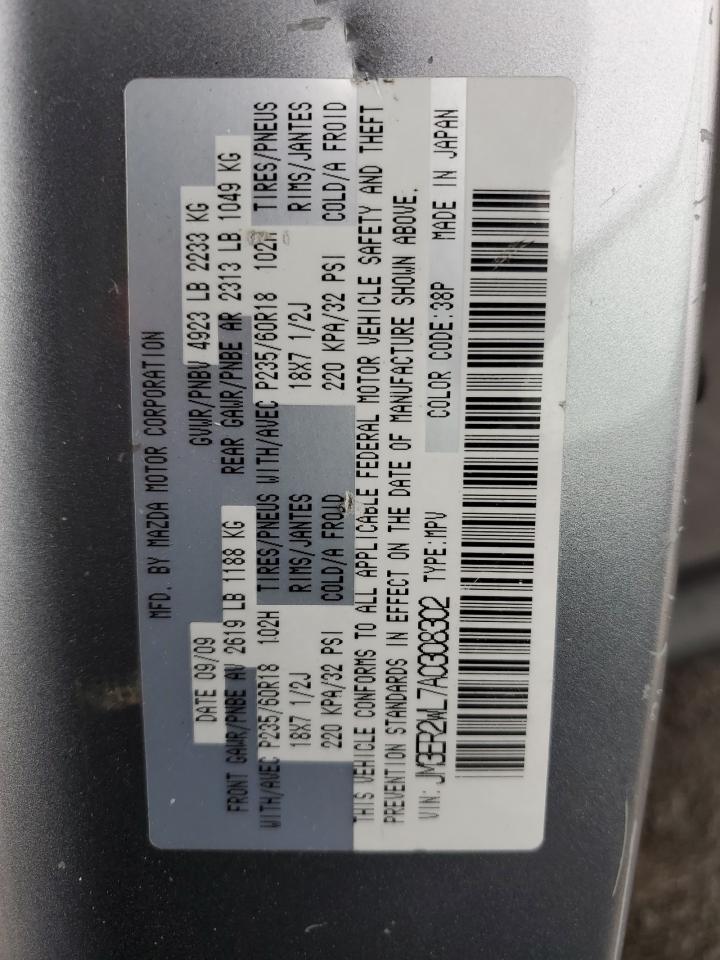 MFD. BY MAZDA MOTOR CORPORATION
DATE 09/09 GVWR/PNBV 4923 LB 2233 KG
FRONT GAWR/PNBE AV 2619 LB 1188 KG REAR GAWR/PNBE AR 2313 LB 1049 KG
WITH/AVEC P235/60R18 102H TIRES/PNEUS WITH/AVEC P235/60R18 102H TIRES/PNEUS
18X7 1/2J RIMS/JANTES 18X7 1/2J RIMS/JANTES
220 KPA/32 PSI COLD/A FROID 220 KPA/32 PSI COLD/A FROID
THIS VEHICLE CONFORMS TO ALL APPLICABLE FEDERAL MOTOR VEHICLE SAFETY AND THEFT
PREVENTION STANDARDS IN EFFECT ON THE DATE OF MANUFACTURE SHOWN ABOVE.
VIN: JM3ER2WL7A0308302 TYPE:MPV COLOR CODE:38P MADE IN JAPAN